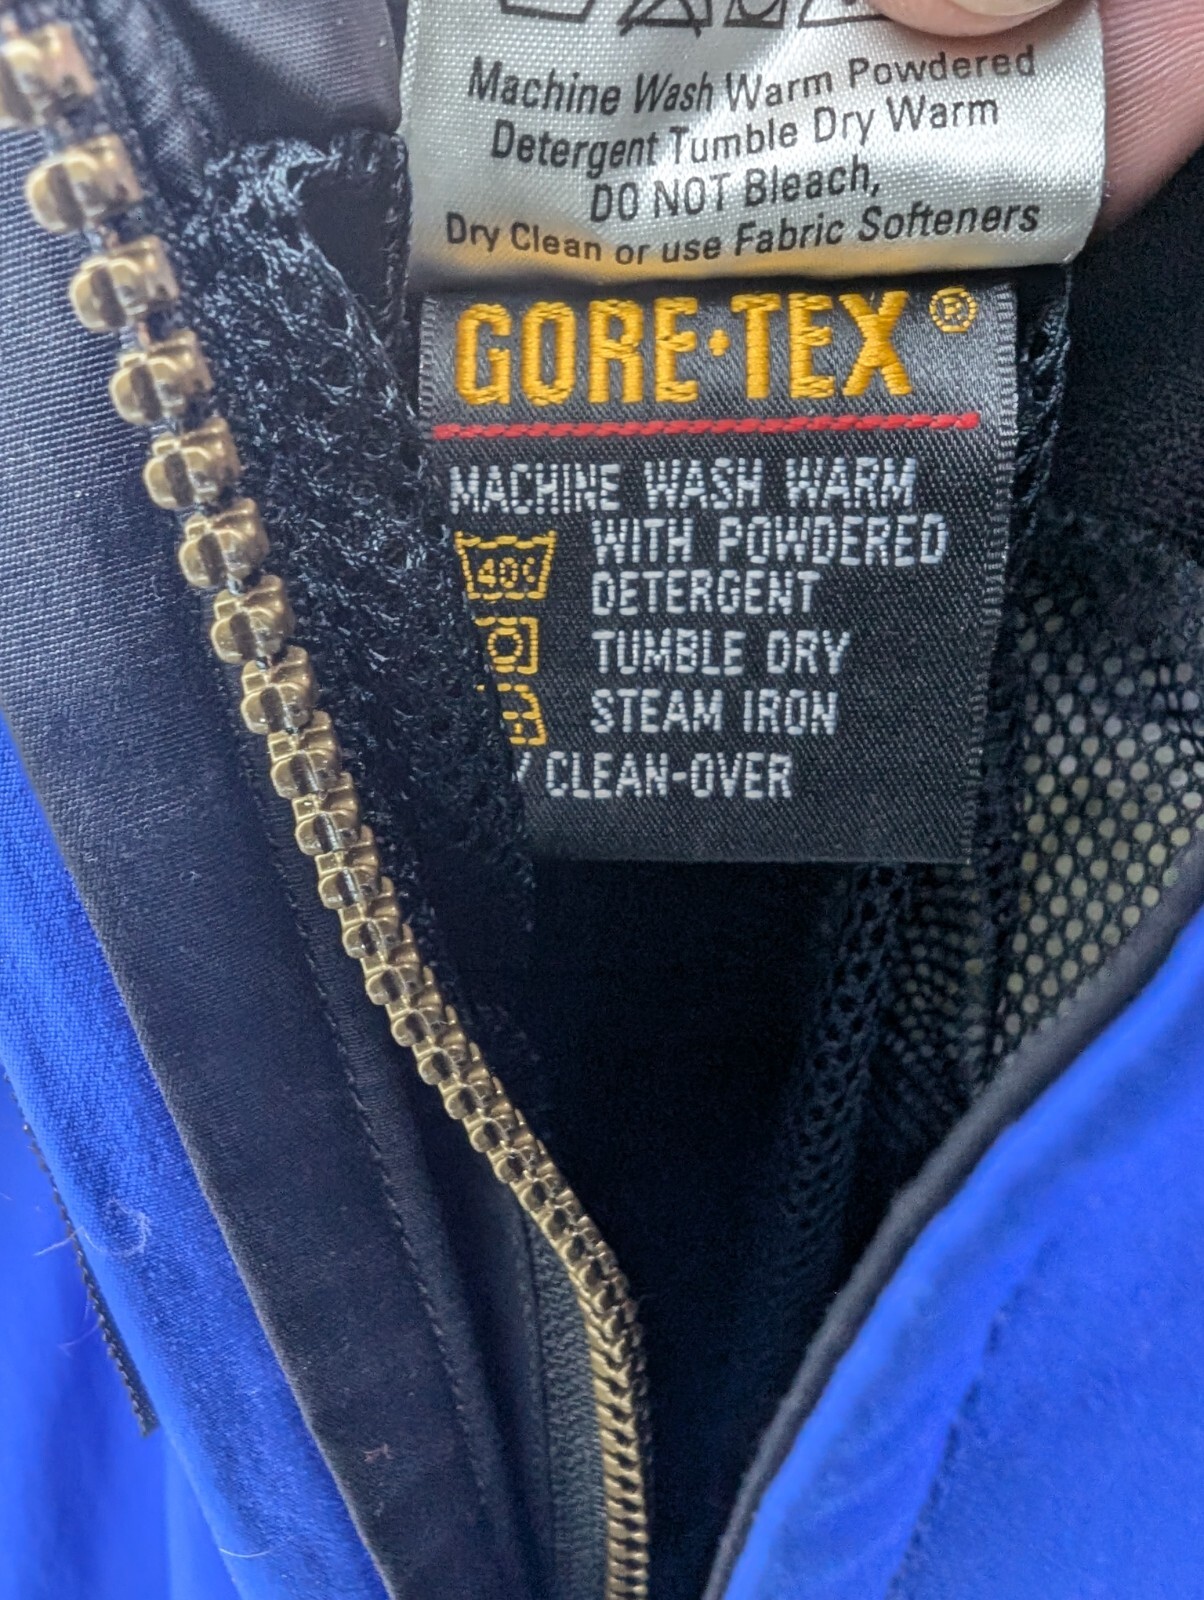 Machine Wash Warm Powdered
Detergent Tumble Dry Warm
DO NOT Bleach,
Dry Clean or use Fabric Softeners
GORE-TEX®
MACHINE WASH WARM
40C WITH POWDERED
DETERGENT
TUMBLE DRY
STEAM IRON
CLEAN-OVER